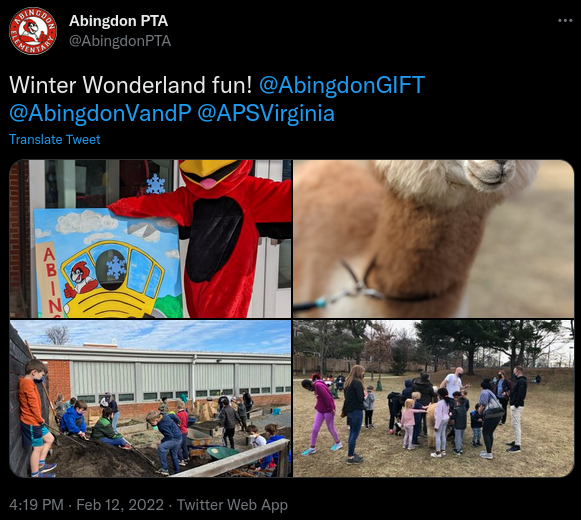 Abingdon PTA
@AbingdonPTA
ABINGDON
ELEMENTARY
Winter Wonderland fun! @AbingdonGIFT
@AbingdonVandP @APSVirginia
Translate Tweet
A
B
I
N
G
4:19 PM · Feb 12, 2022 · Twitter Web App